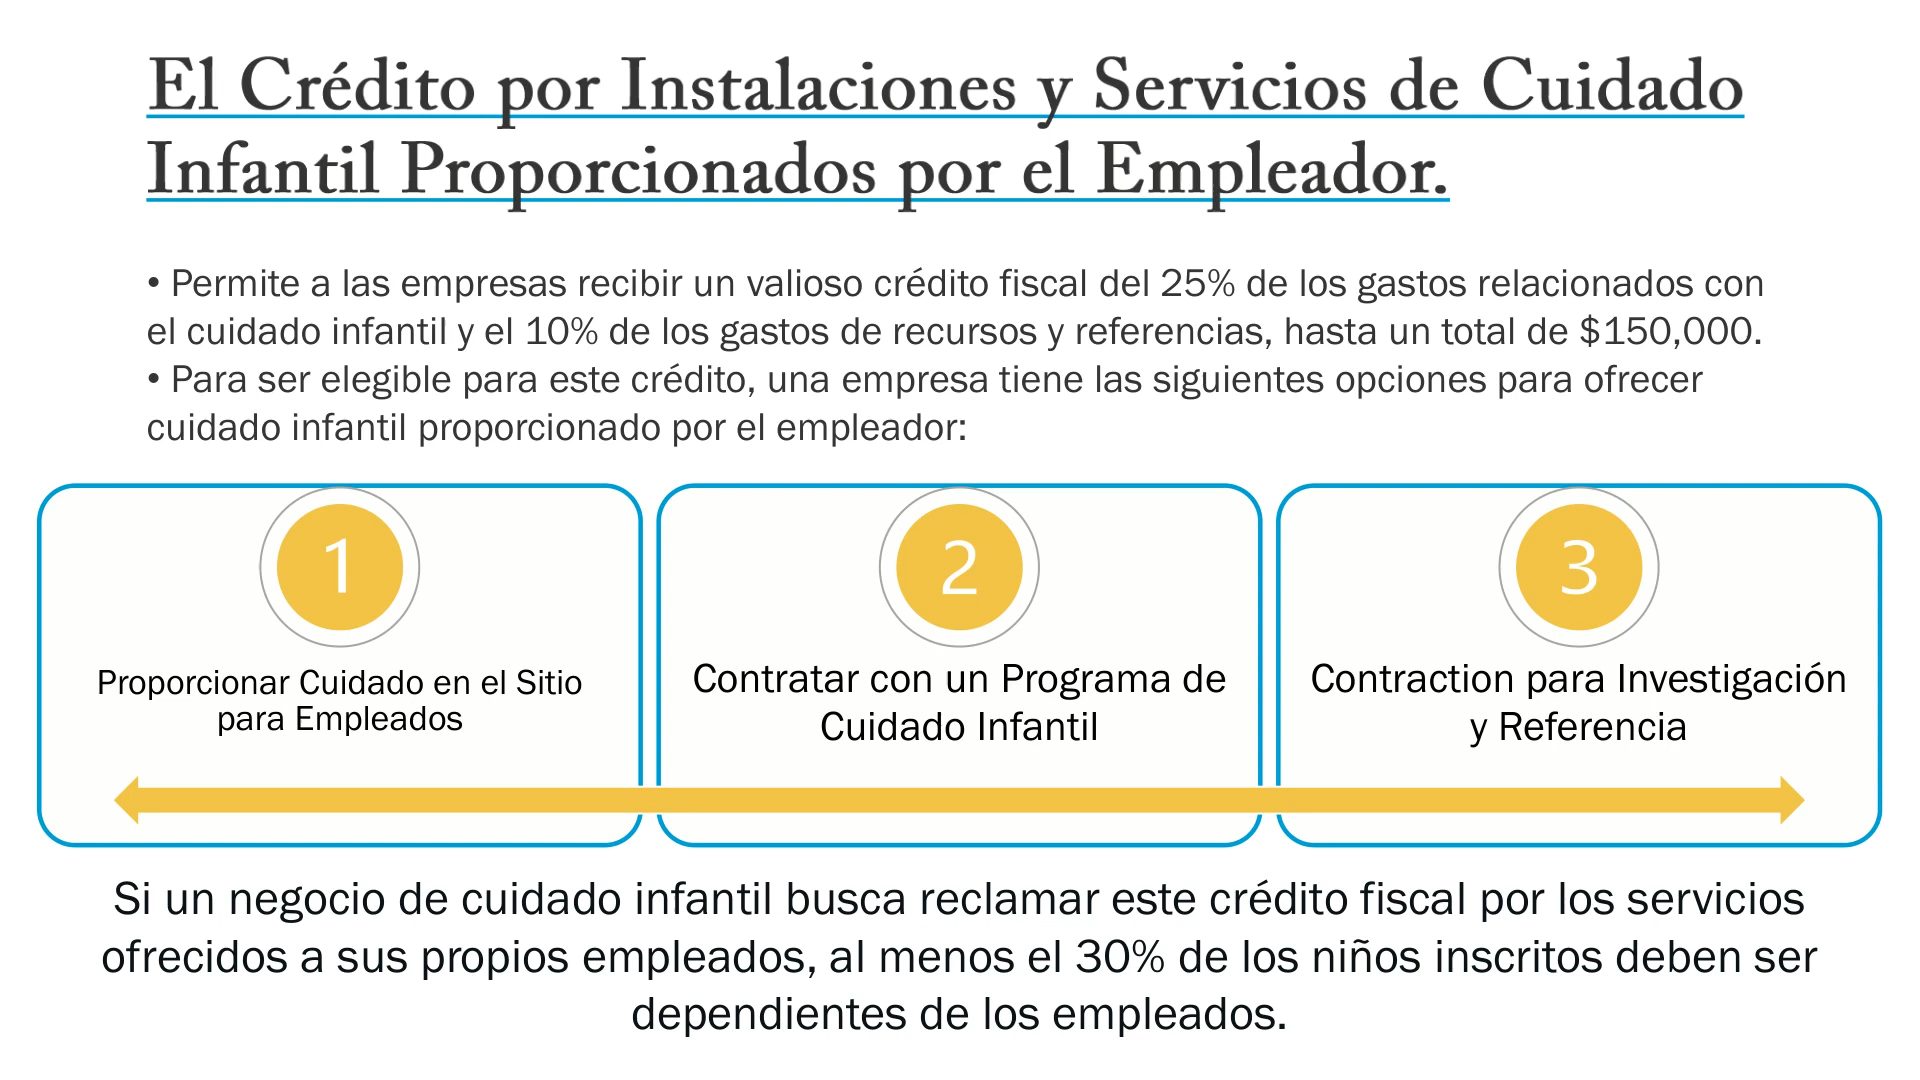 El Crédito por Instalaciones y Servicios de Cuidado
Infantil Proporcionados por el Empleador.
• Permite a las empresas recibir un valioso crédito fiscal del 25% de los gastos relacionados con
el cuidado infantil y el 10% de los gastos de recursos y referencias, hasta un total de $150,000.
• Para ser elegible para este crédito, una empresa tiene las siguientes opciones para ofrecer
cuidado infantil proporcionado por el empleador:
1
Proporcionar Cuidado en el Sitio
para Empleados
2
Contratar con un Programa de
Cuidado Infantil
3
Contraction para Investigación
y Referencia
Si un negocio de cuidado infantil busca reclamar este crédito fiscal por los servicios
ofrecidos a sus propios empleados, al menos el 30% de los niños inscritos deben ser
dependientes de los empleados.